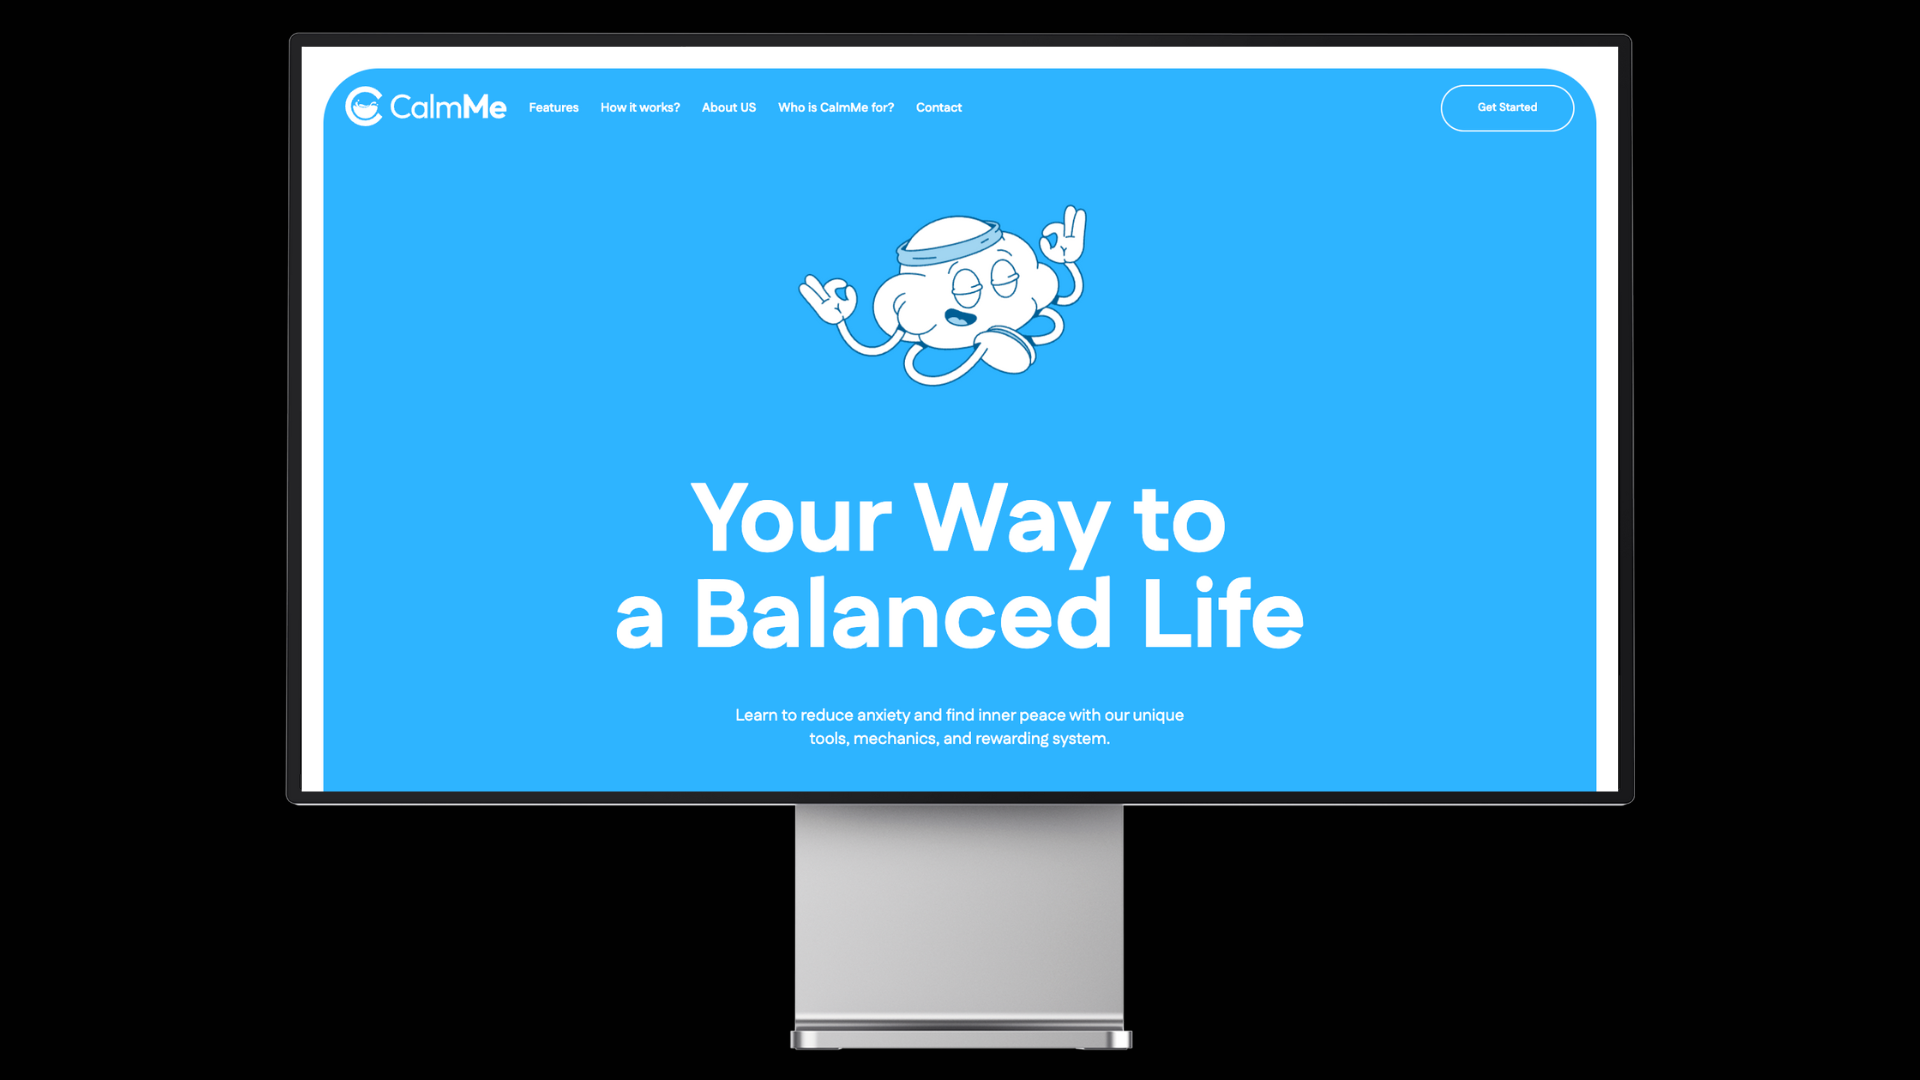 CalmMe
Features
How it works?
About US
Who is CalmMe for?
Contact
Get Started
Your Way to
a Balanced Life
Learn to reduce anxiety and find inner peace with our unique
tools, mechanics, and rewarding system.